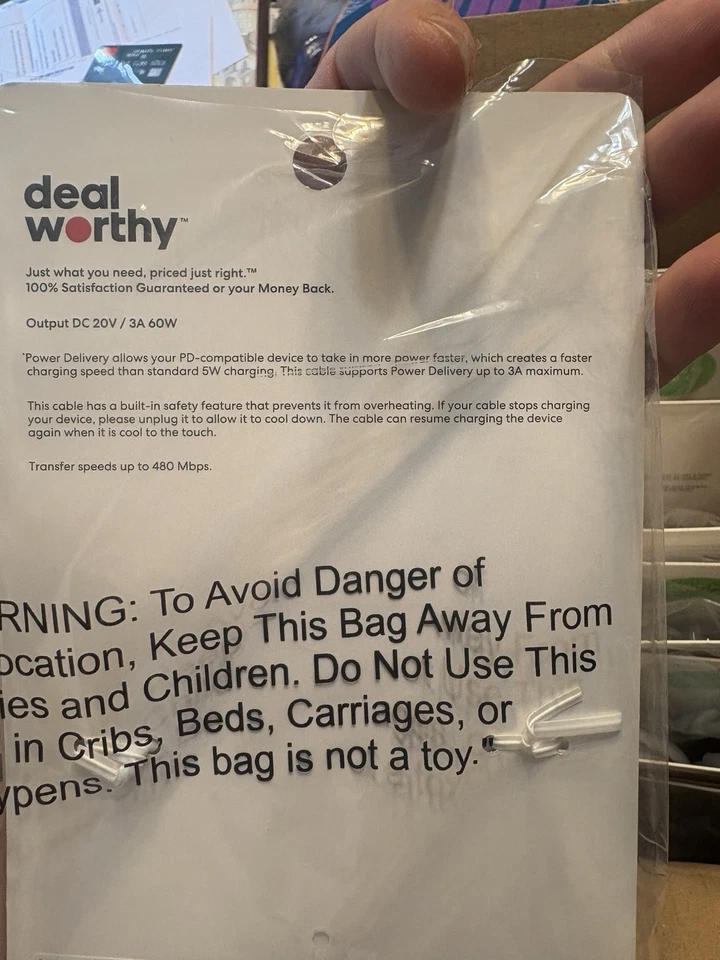 deal
worthy™
Just what you need, priced just right.™
100% Satisfaction Guaranteed or your Money Back.
Output DC 20V / 3A 60W
*Power Delivery allows your PD-compatible device to take in more power faster, which creates a faster
charging speed than standard 5W charging. This cable supports Power Delivery up to 3A maximum.
This cable has a built-in safety feature that prevents it from overheating. If your cable stops charging
your device, please unplug it to allow it to cool down. The cable can resume charging the device
again when it is cool to the touch.
Transfer speeds up to 480 Mbps.
RNING: To Avoid Danger of
ocation, Keep This Bag Away From
ies and Children. Do Not Use This
in Cribs, Beds, Carriages, or
ypens. This bag is not a toy."